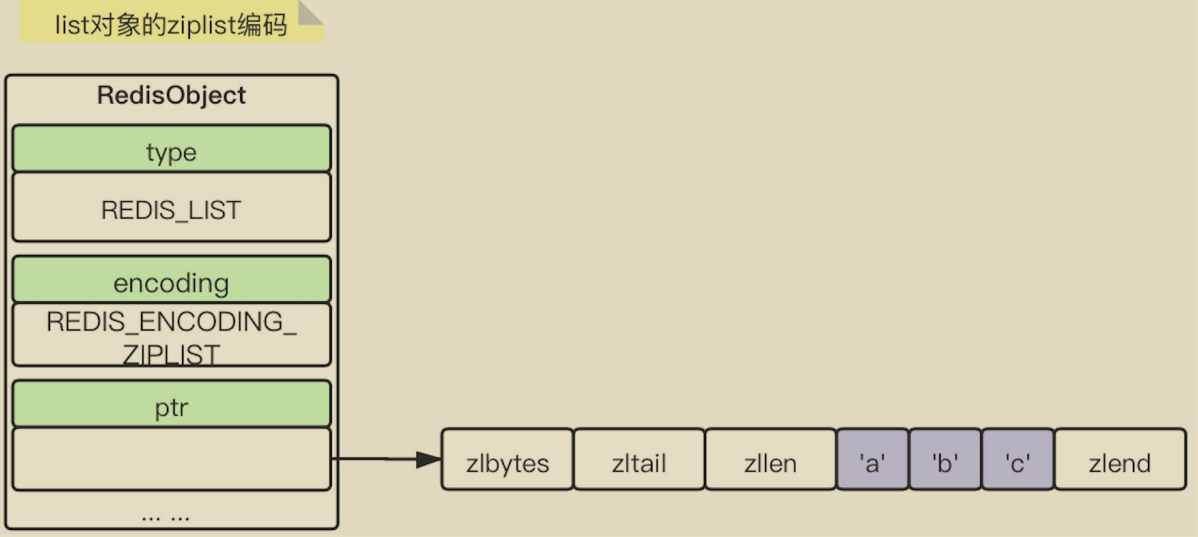 list对象的ziplist编码
RedisObject
type
REDIS_LIST
encoding
REDIS_ENCODING_
ZIPLIST
ptr
zlbytes zltail zllen 'a' 'b' 'c' zlend
... ...